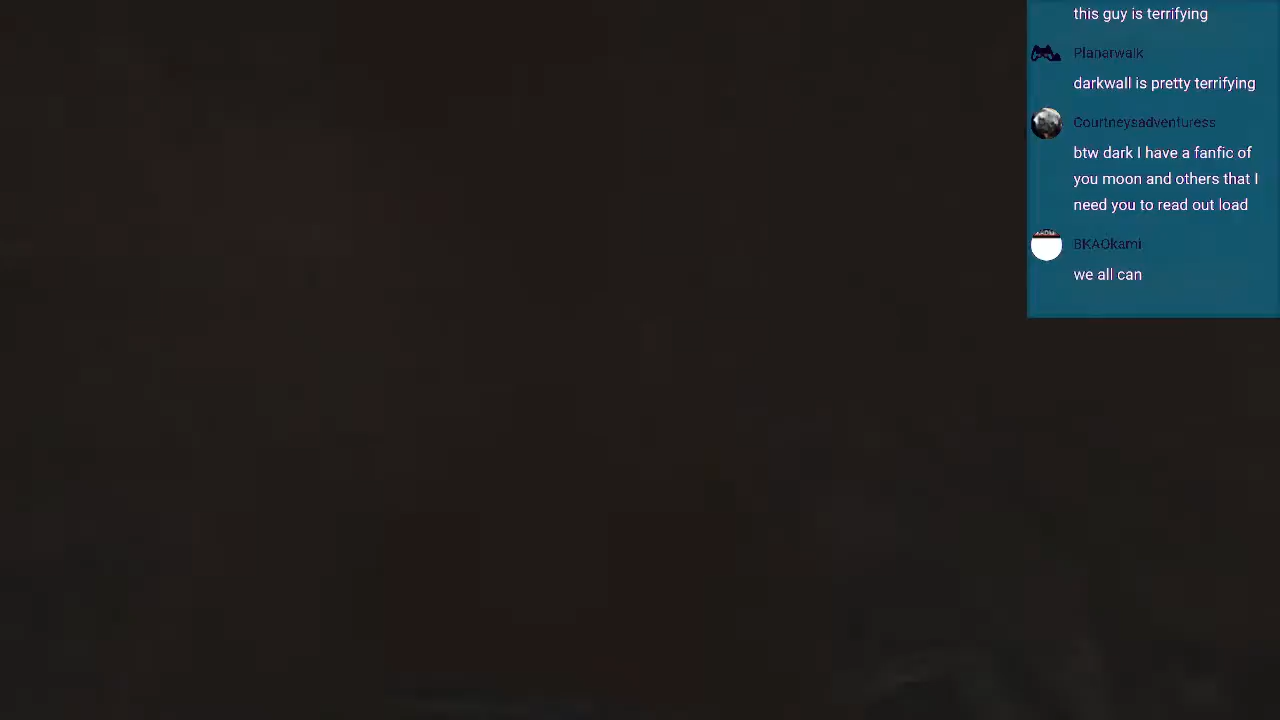 this guy is terrifying
Planarwalk
darkwall is pretty terrifying
Courtneysadventuress
btw dark I have a fanfic of
you moon and others that I
need you to read out load
BKAOkami
we all can